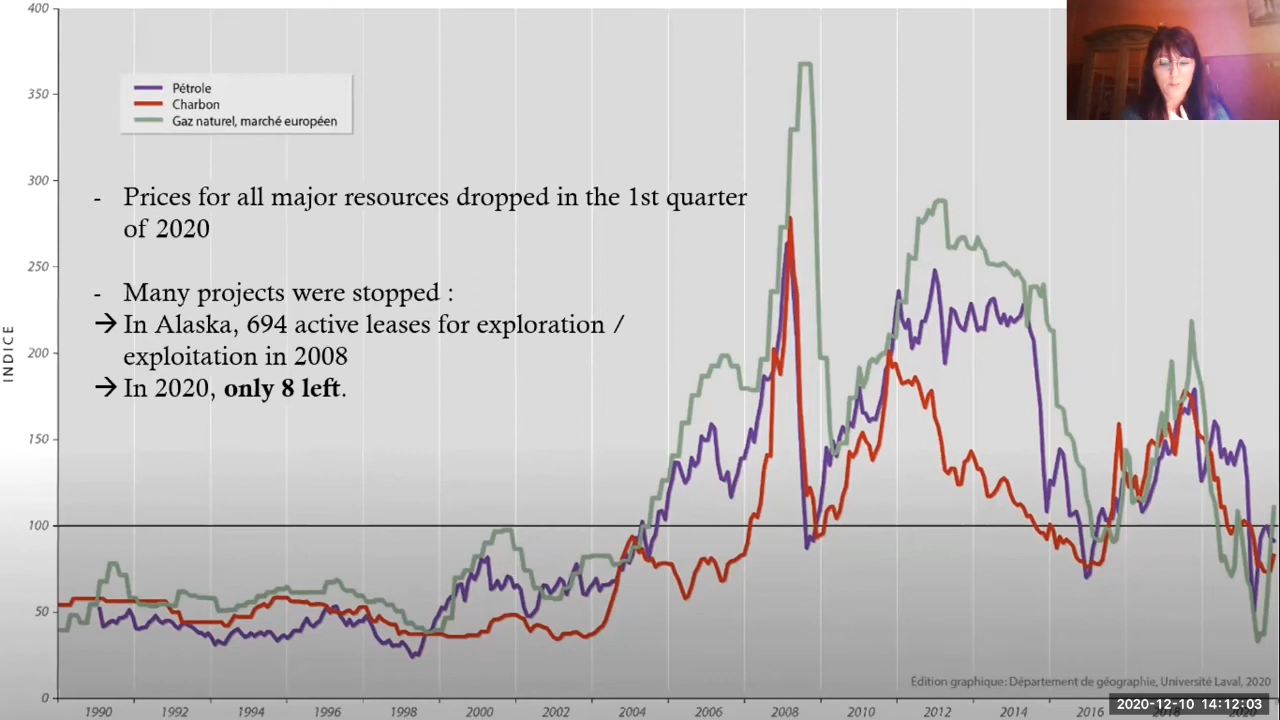 400
350
300
250
200
150
100
50
0
INDICE
Pétrole
Charbon
Gaz naturel, marché européen
- Prices for all major resources dropped in the 1st quarter
of 2020
- Many projects were stopped :
→ In Alaska, 694 active leases for exploration /
exploitation in 2008
→ In 2020, only 8 left.
Édition graphique: Département de géographie, Université Laval, 2020
1990 1992 1994 1996 1998 2000 2002 2004 2006 2008 2010 2012 2014 2016
2020-12-10 14:12:03